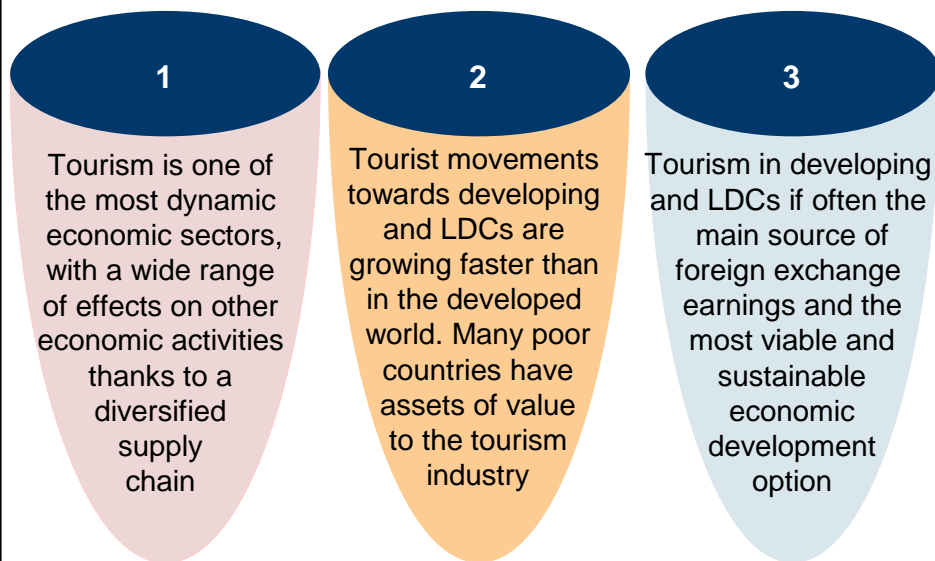 1
Tourism is one of
the most dynamic
economic sectors,
with a wide range
of effects on other
economic activities
thanks to a
diversified
supply
chain
2
Tourist movements
towards developing
and LDCs are
growing faster than
in the developed
world. Many poor
countries have
assets of value
to the tourism
industry
3
Tourism in developing
and LDCs if often the
main source of
foreign exchange
earnings and the
most viable and
sustainable
economic
development
option